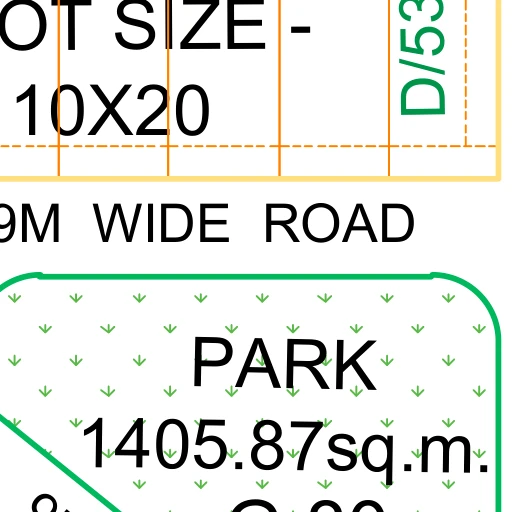 OT SIZE -
10X20
D/53
9M WIDE ROAD
PARK
1405.87sq.m.